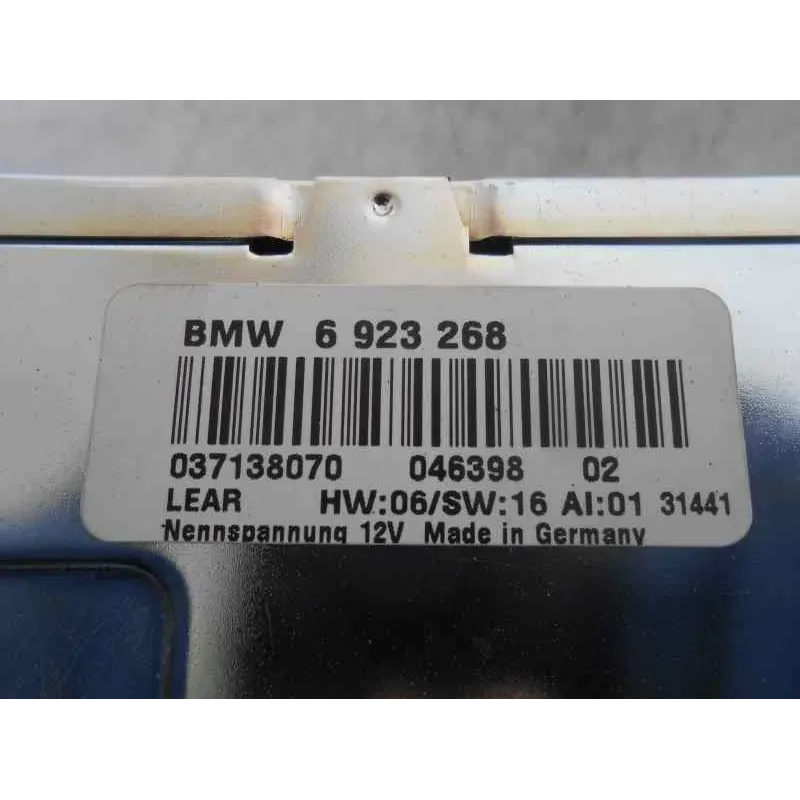 BMW 6 923 268
037138070 046398 02
LEAR HW:06/SW:16 AI:01 31441
Nennspannung 12V Made in Germany